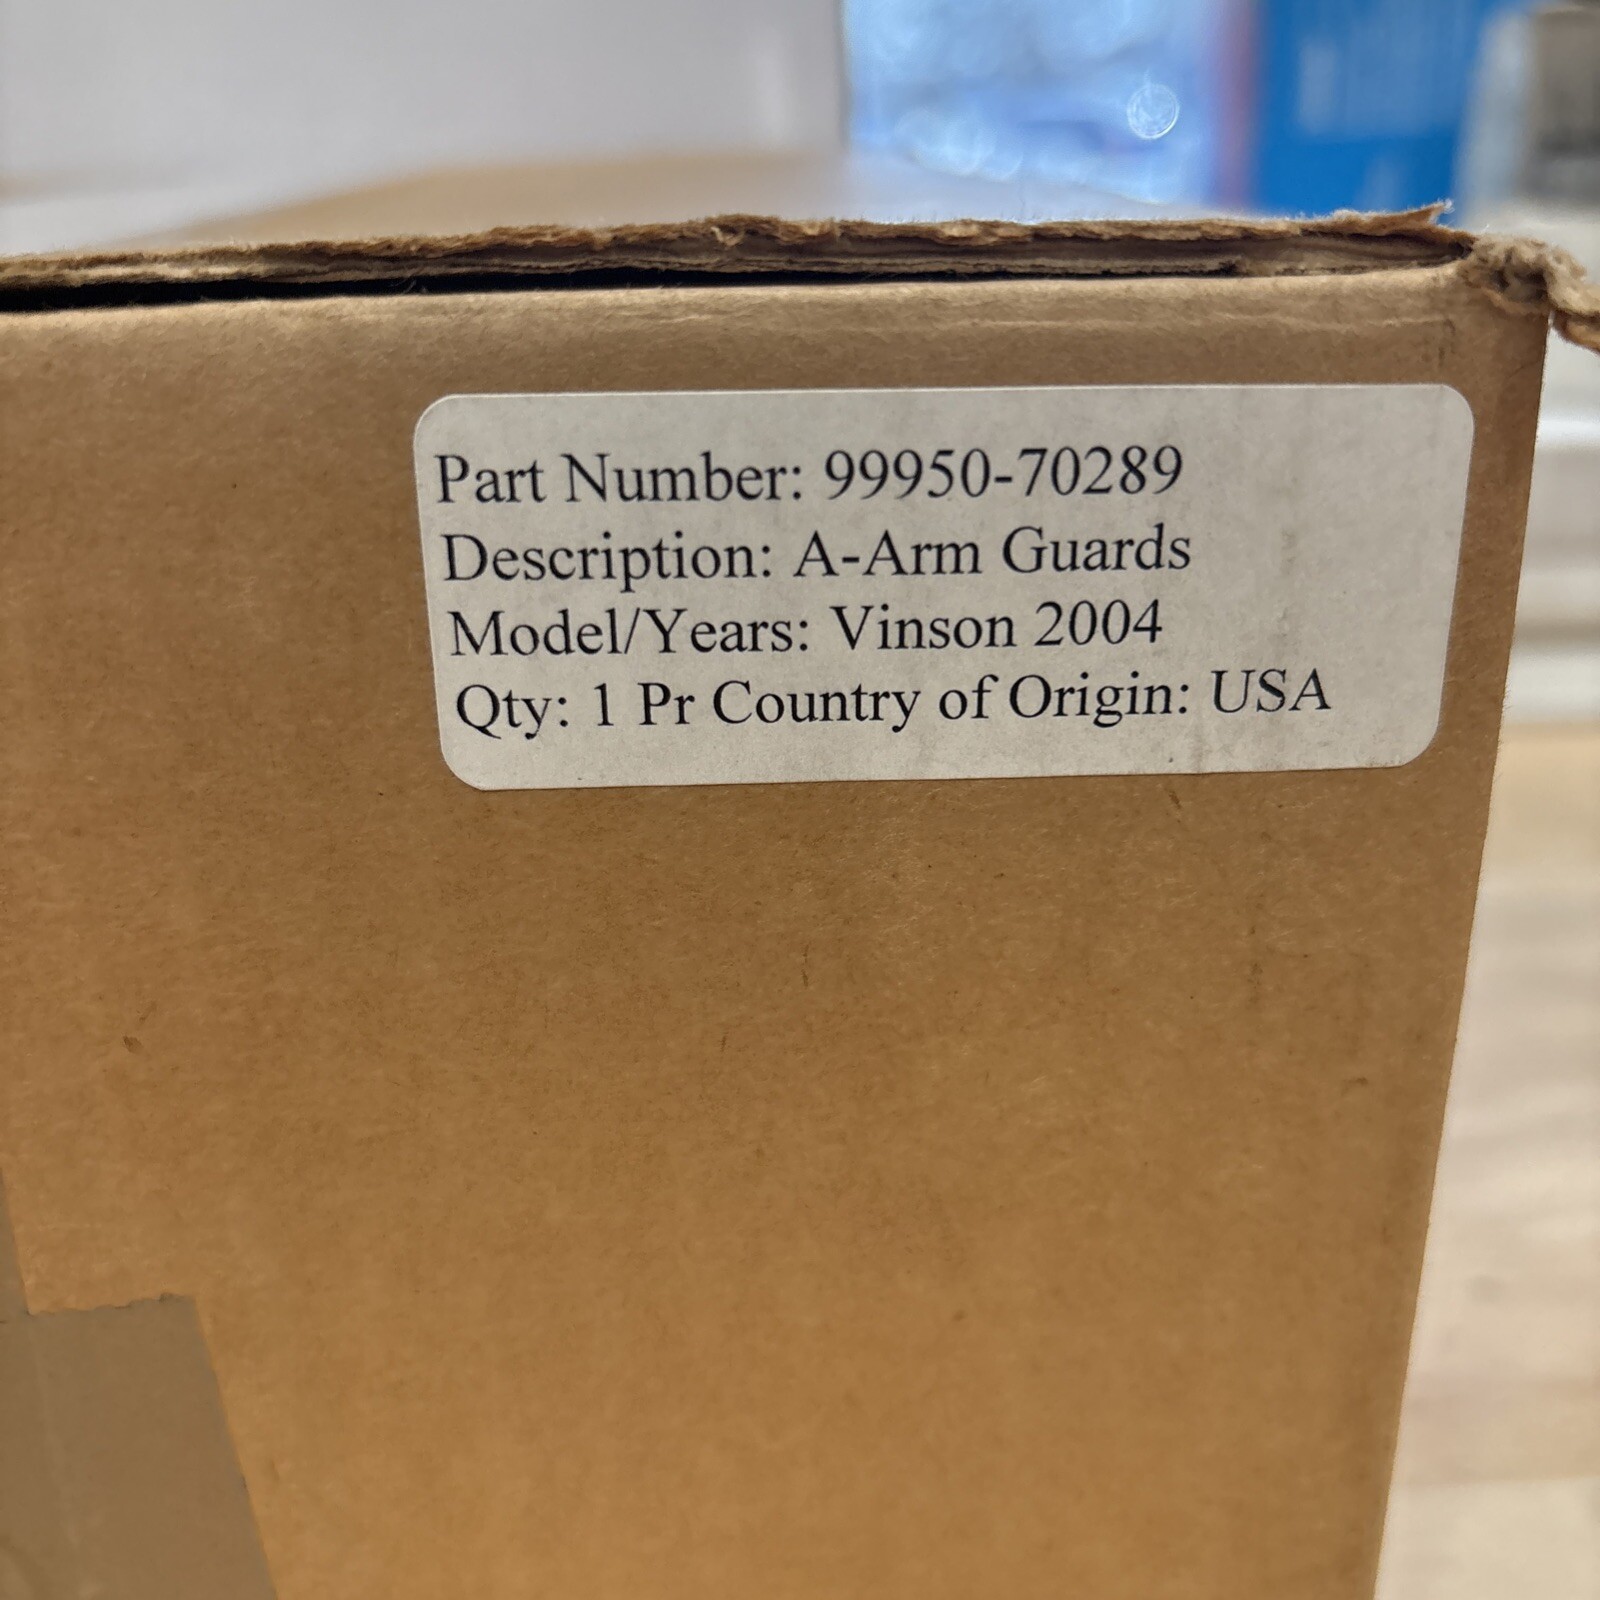 Part Number: 99950-70289
Description: A-Arm Guards
Model/Years: Vinson 2004
Qty: 1 Pr Country of Origin: USA